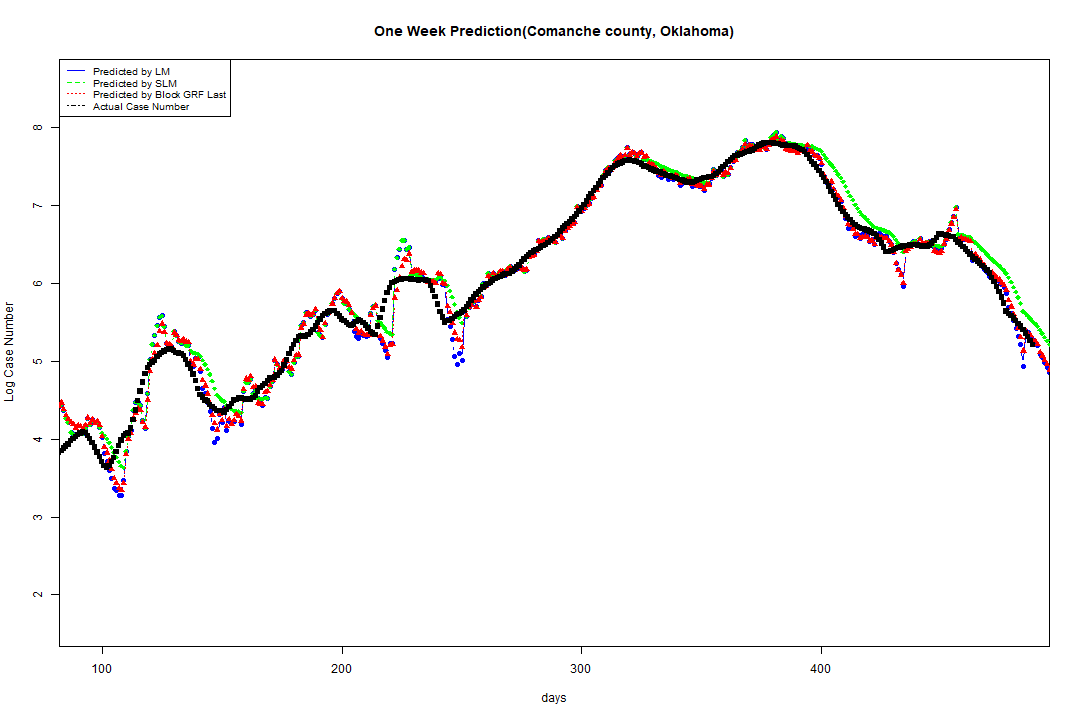 One Week Prediction(Comanche county, Oklahoma)
Predicted by LM
Predicted by SLM
Predicted by Block GRF Last
Actual Case Number
8
7
6
5
4
3
2
Log Case Number
100 200 300 400
days